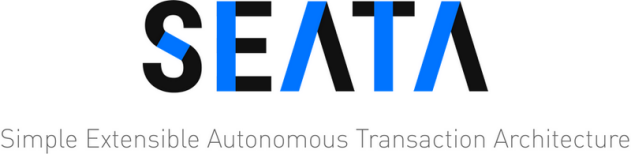 SEATA
Simple Extensible Autonomous Transaction Architecture